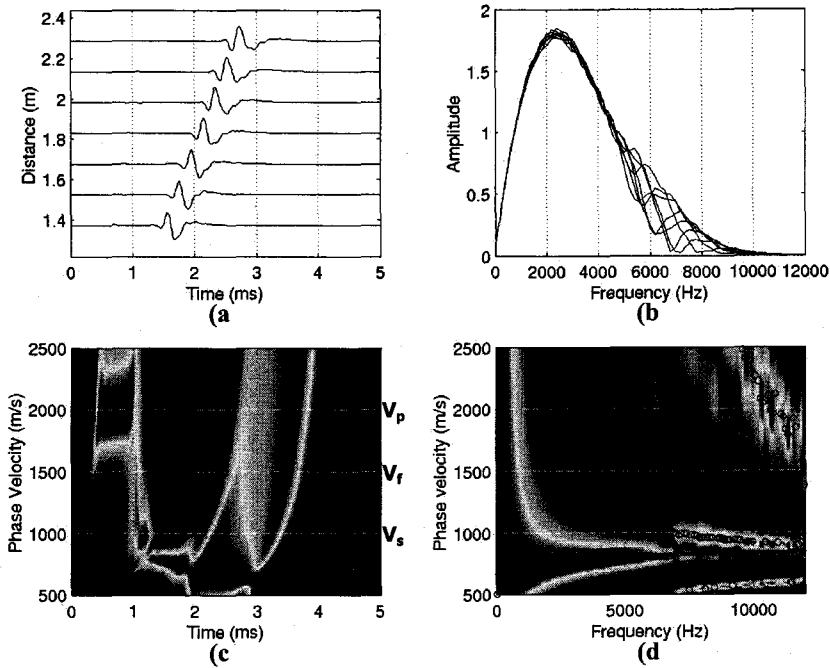 2.4
2.2
2
1.8
1.6
1.4
Distance (m)
0 1 2 3 4 5
Time (ms)
(a
2
1.5
1
0.5
0
Amplitude
0 2000 4000 6000 8000 10000 12000
Frequency (Hz)
(b)
2500
2000
1500
1000
500
Phase Velocity (m/s)
Vp
Vf
Vs
0 1 2 3 4 5
Time (ms)
(c
2500
2000
1500
1000
500
Phase velocity (m/s)
0 5000 10000
Frequency (Hz)
(d